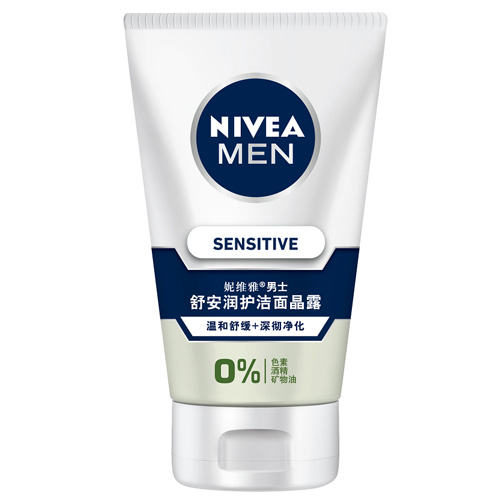 NIVEA
MEN
SENSITIVE
妮维雅®男士
舒安润护洁面晶露
温和舒缓+深彻净化
0%
色素
酒精
矿物油